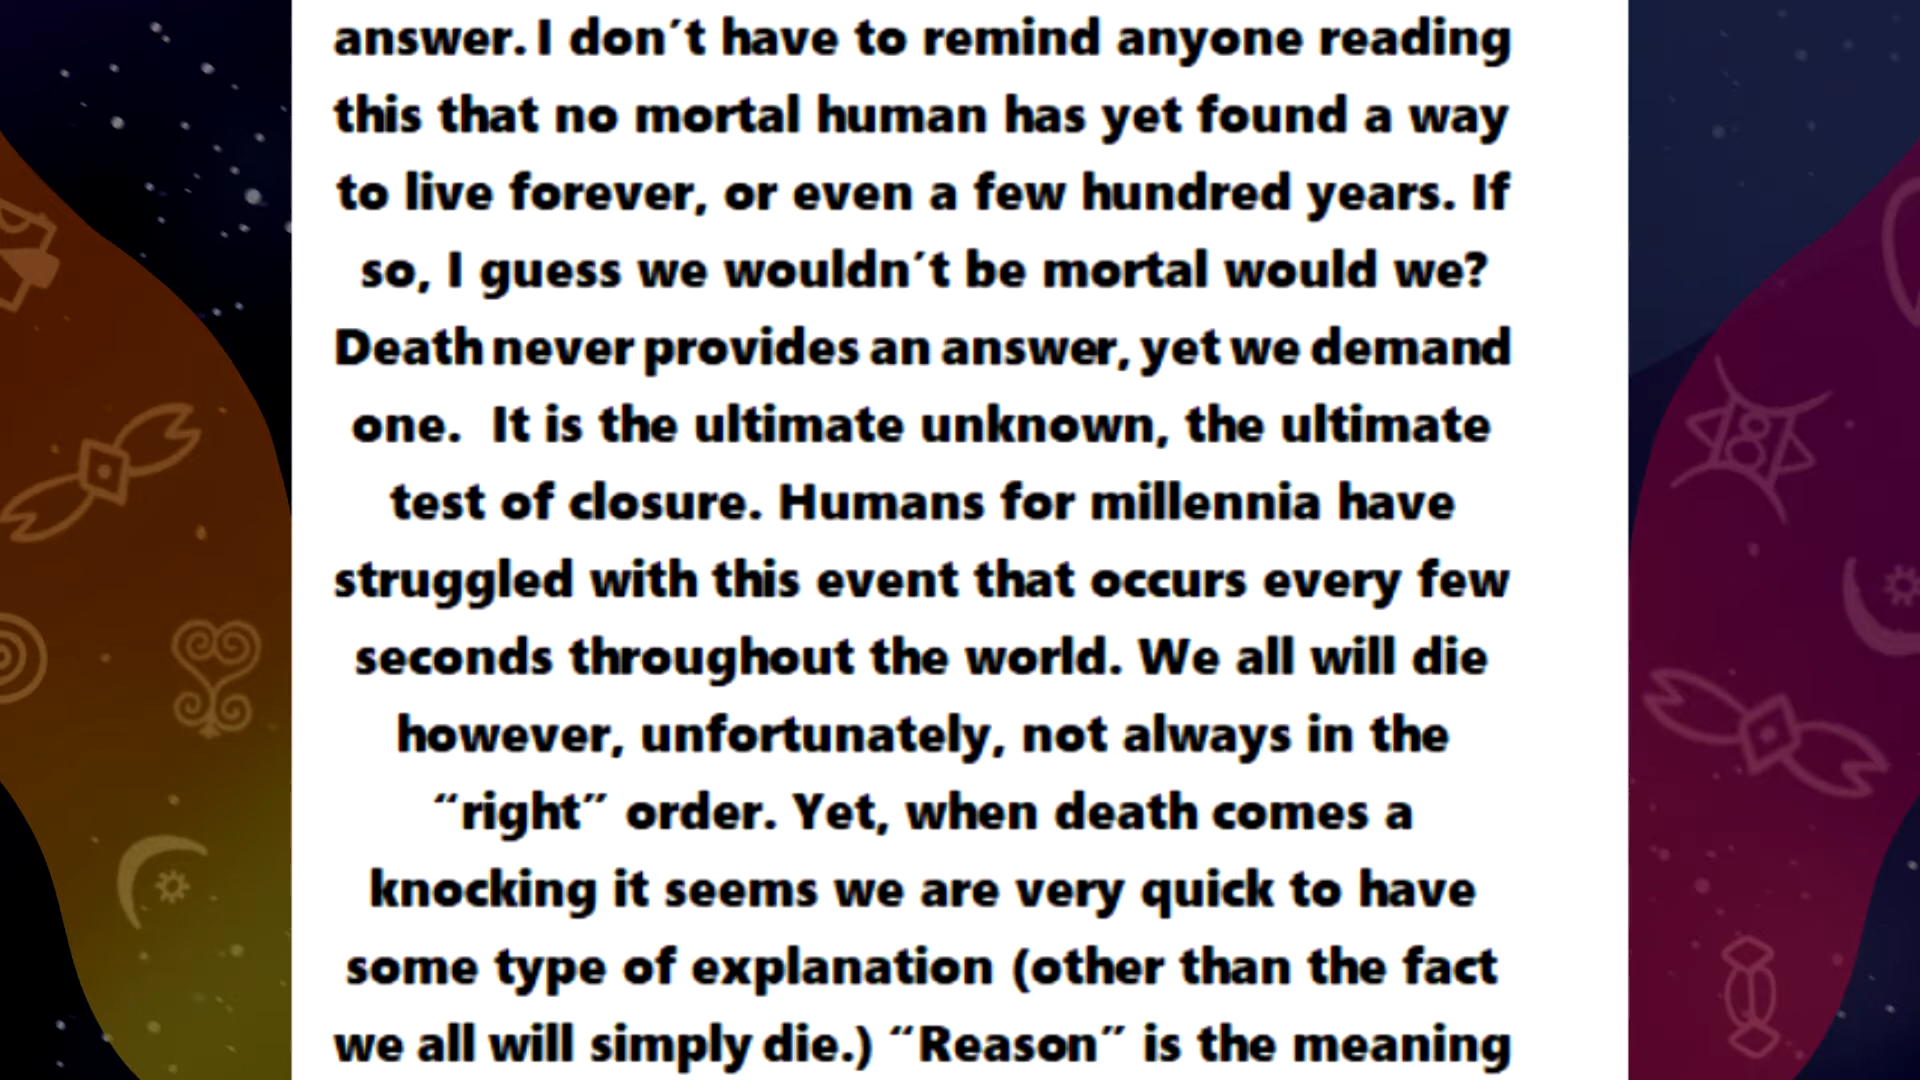 answer. I don´t have to remind anyone reading
this that no mortal human has yet found a way
to live forever, or even a few hundred years. If
so, I guess we wouldn´t be mortal would we?
Death never provides an answer, yet we demand
one.  It is the ultimate unknown, the ultimate
test of closure. Humans for millennia have
struggled with this event that occurs every few
seconds throughout the world. We all will die
however, unfortunately, not always in the
“right” order. Yet, when death comes a
knocking it seems we are very quick to have
some type of explanation (other than the fact
we all will simply die.) “Reason” is the meaning